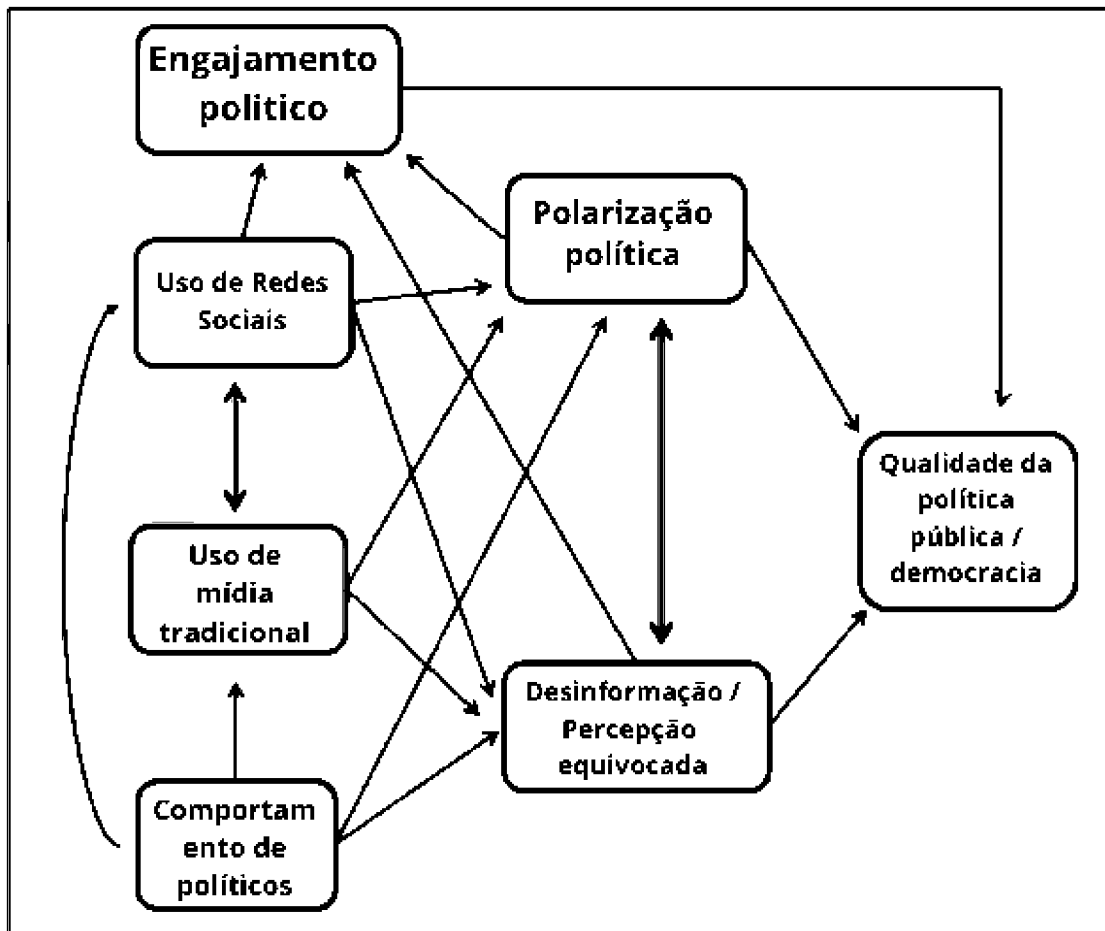 Engajamento
politico
Polarização
política
Uso de Redes
Sociais
Qualidade da
política
pública /
democracia
Uso de
mídia
tradicional
Desinformação /
Percepção
equivocada
Comportam
ento de
políticos